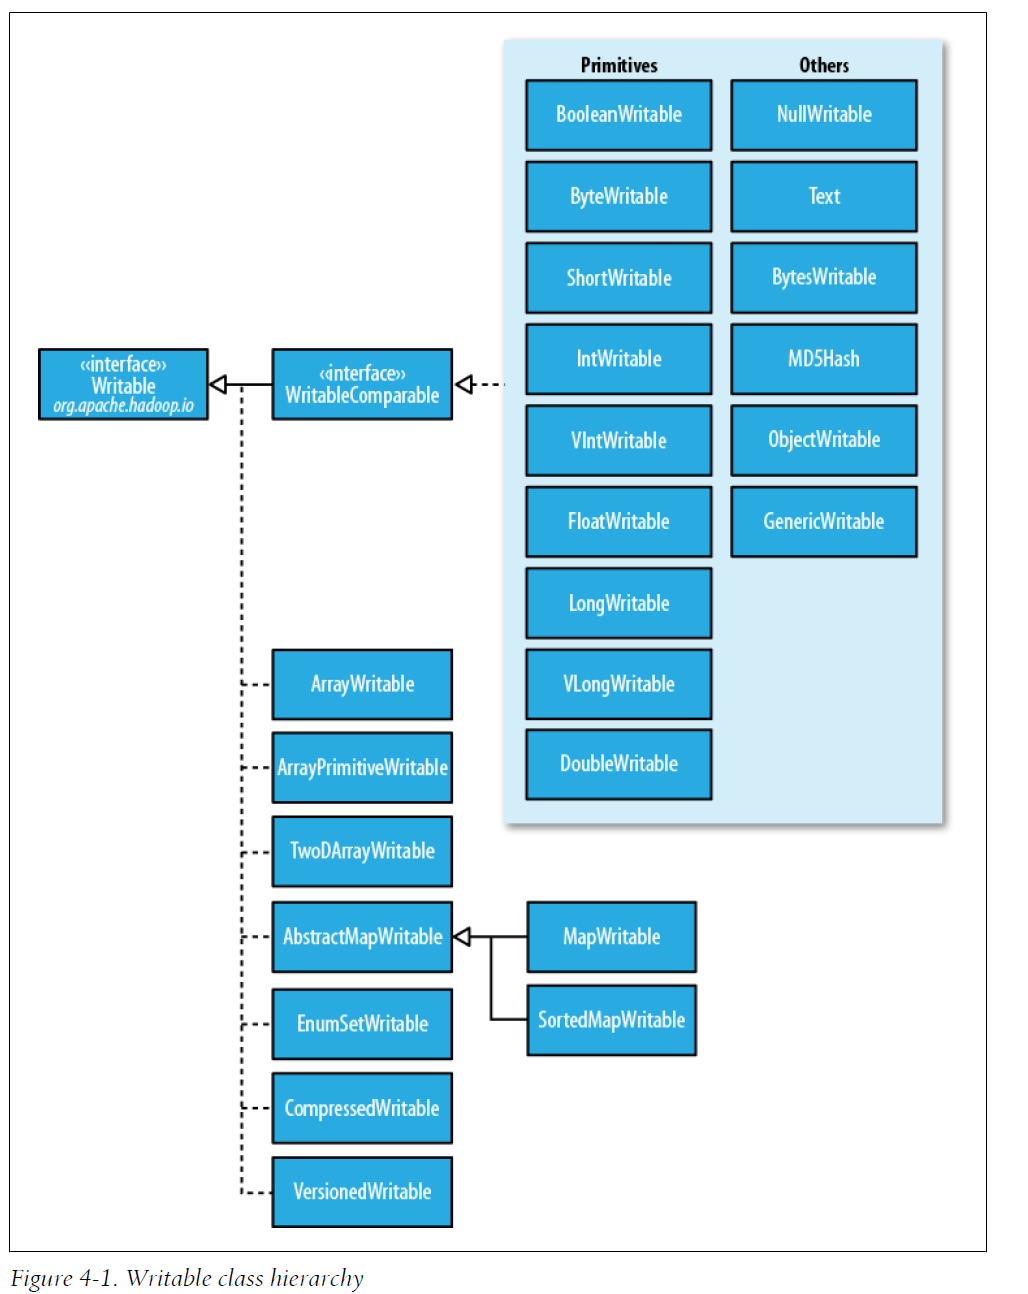 Primitives
Others
BooleanWritable
NullWritable
ByteWritable
Text
ShortWritable
BytesWritable
‹‹interface››
Writable
org.apache.hadoop.io
‹‹interface››
WritableComparable
IntWritable
MD5Hash
VIntWritable
ObjectWritable
FloatWritable
GenericWritable
LongWritable
VLongWritable
DoubleWritable
ArrayWritable
ArrayPrimitiveWritable
TwoDArrayWritable
AbstractMapWritable
MapWritable
SortedMapWritable
EnumSetWritable
CompressedWritable
VersionedWritable
Figure 4-1. Writable class hierarchy